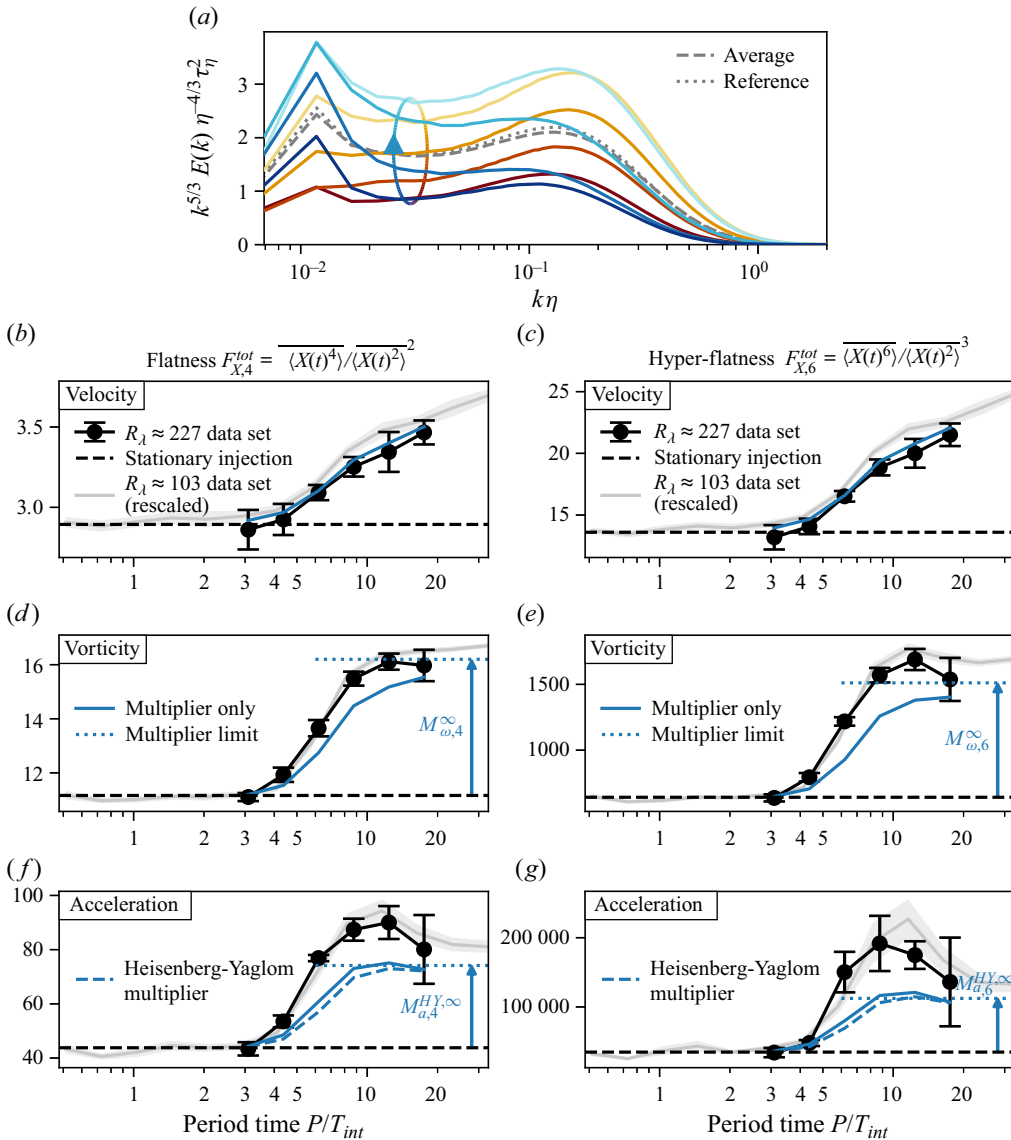 (a)
k^{5/3} E(k) η^{-4/3} τ_η^2
3
2
1
0
Average
Reference
10^{-2}
10^{-1}
10^0
kη
(b)
Flatness F^{tot}_{X,4} = \overline{⟨X(t)^4⟩}/\overline{⟨X(t)^2⟩}^2
Velocity
3.5
3.0
R_λ ≈ 227 data set
Stationary injection
R_λ ≈ 103 data set
(rescaled)
1 2 3 4 5 10 20
(c)
Hyper-flatness F^{tot}_{X,6} = \overline{⟨X(t)^6⟩}/\overline{⟨X(t)^2⟩}^3
Velocity
25
20
15
R_λ ≈ 227 data set
Stationary injection
R_λ ≈ 103 data set
(rescaled)
1 2 3 4 5 10 20
(d)
Vorticity
16
14
12
Multiplier only
Multiplier limit
M^∞_{ω,4}
1 2 3 4 5 10 20
(e)
Vorticity
1500
1000
Multiplier only
Multiplier limit
M^∞_{ω,6}
1 2 3 4 5 10 20
(f)
Acceleration
100
80
60
40
Heisenberg-Yaglom
multiplier
M^{HY,∞}_{a,4}
1 2 3 4 5 10 20
Period time P/T_{int}
(g)
Acceleration
200 000
100 000
Heisenberg-Yaglom
multiplier
M^{HY,∞}_{a,6}
1 2 3 4 5 10 20
Period time P/T_{int}